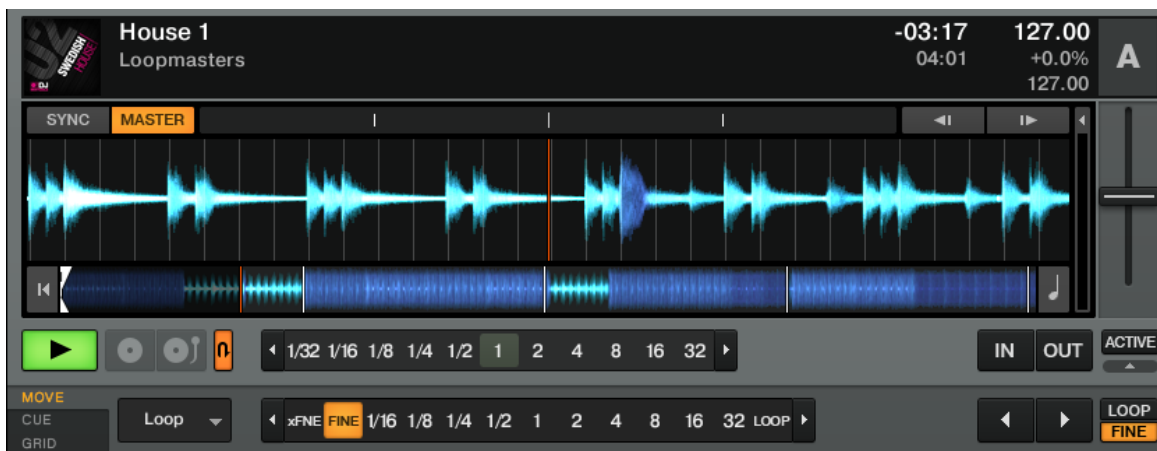 SWEDISH
HOUSE
DJ
House 1
Loopmasters
-03:17
04:01
127.00
+0.0%
127.00
A
SYNC MASTER
1/32 1/16 1/8 1/4 1/2 1 2 4 8 16 32
IN OUT
ACTIVE
MOVE
CUE
GRID
Loop
xFNE FINE 1/16 1/8 1/4 1/2 1 2 4 8 16 32 LOOP
LOOP
FINE